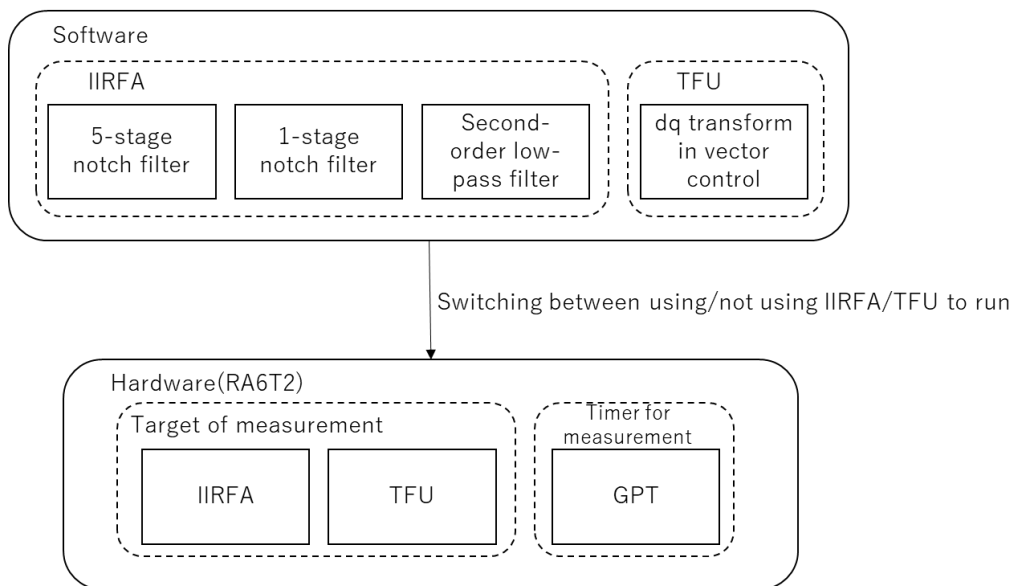 Software
IIRFA
5-stage
notch filter
1-stage
notch filter
Second-
order low-
pass filter
TFU
dq transform
in vector
control
Switching between using/not using IIRFA/TFU to run
Hardware(RA6T2)
Target of measurement
IIRFA
TFU
Timer for
measurement
GPT